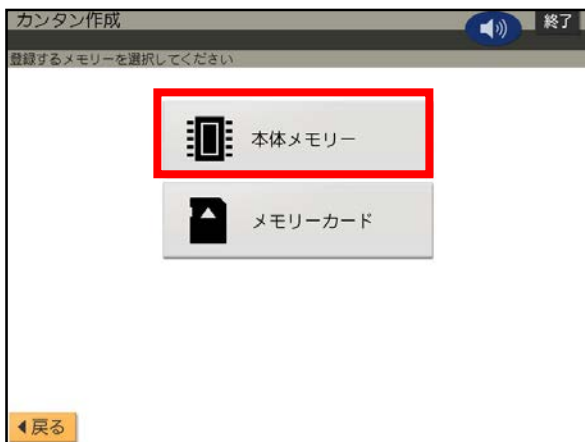 カンタン作成
終了
登録するメモリーを選択してください
本体メモリー
メモリーカード
戻る